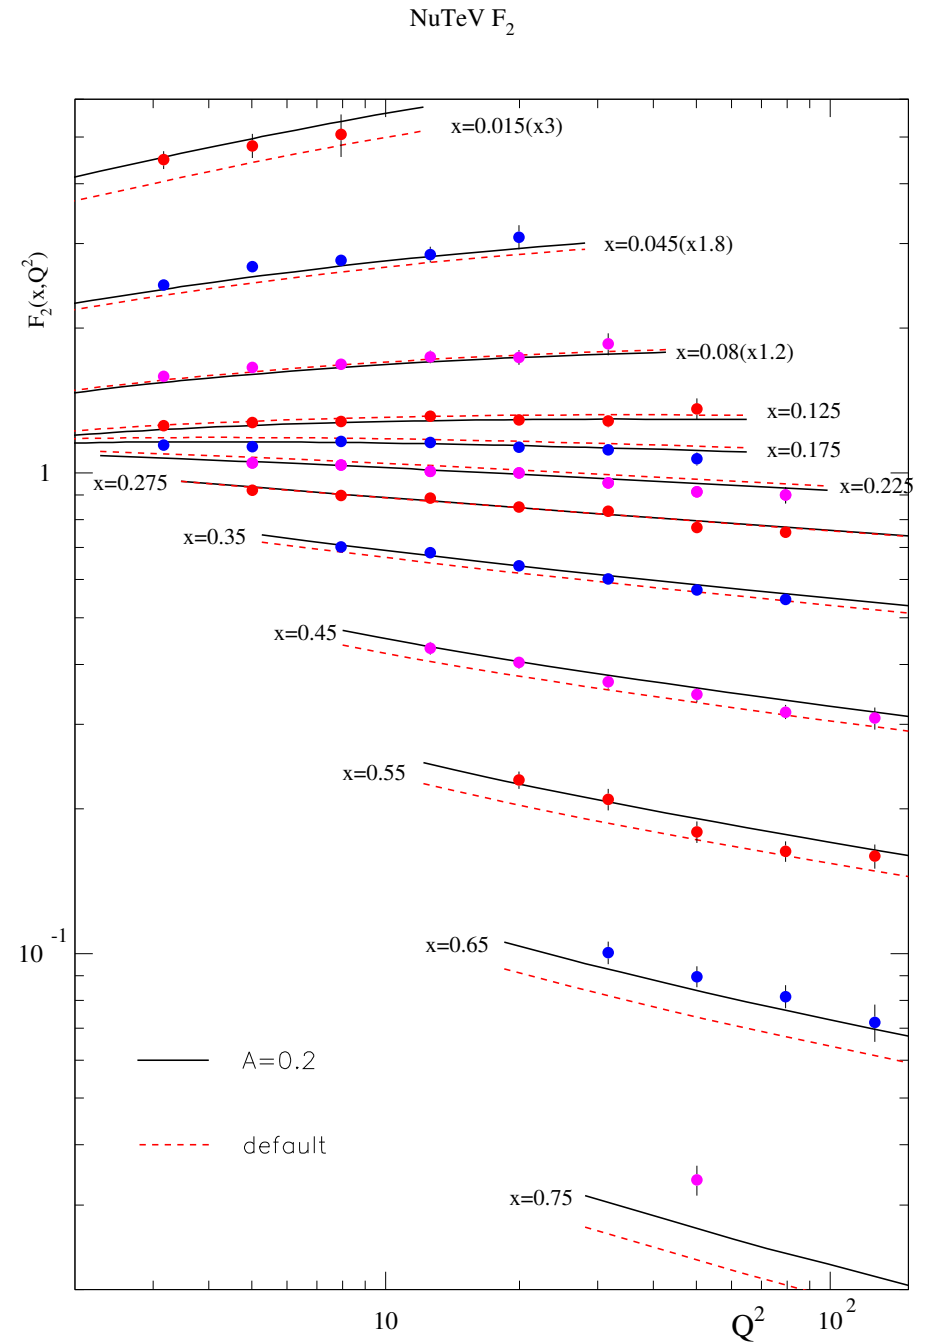 NuTeV F2
F2(x,Q2)
x=0.015(x3)
x=0.045(x1.8)
x=0.08(x1.2)
x=0.125
x=0.175
1
x=0.275
x=0.225
x=0.35
x=0.45
x=0.55
10-1
x=0.65
A=0.2
default
x=0.75
10
Q2
102